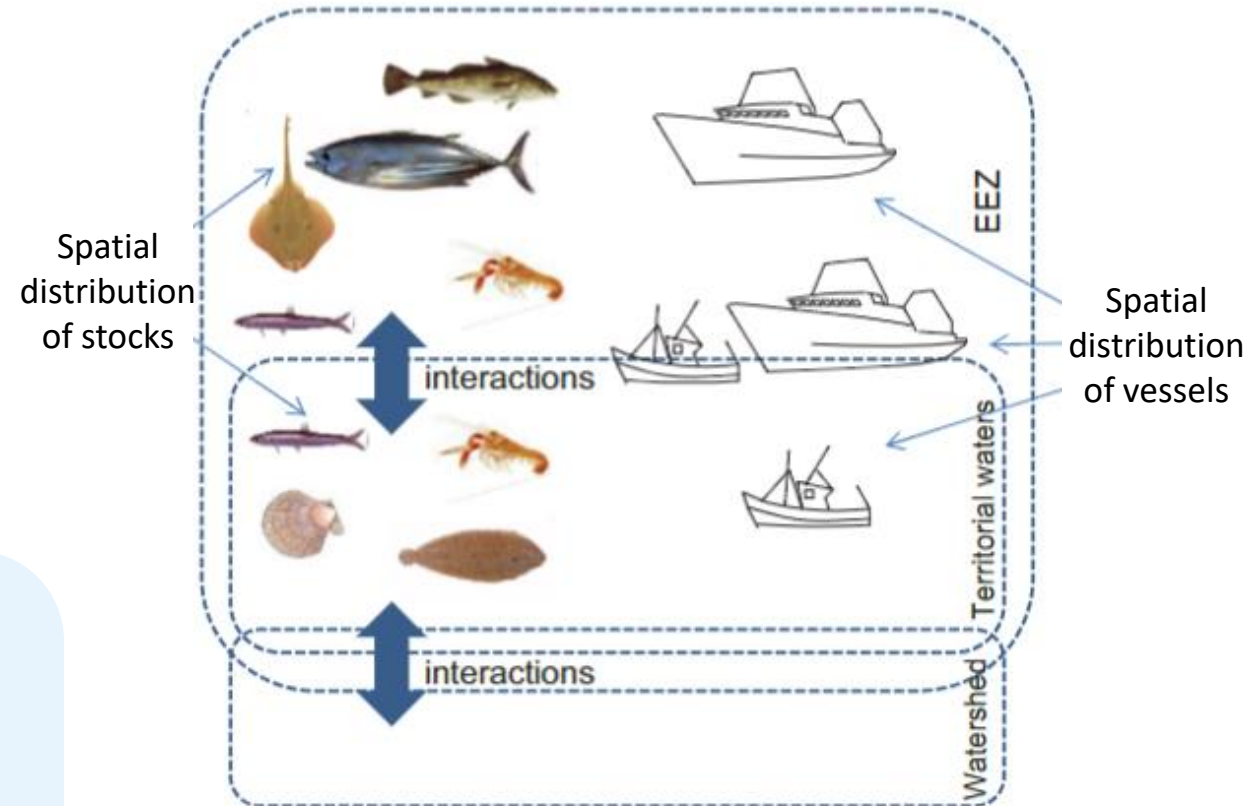 EEZ
Spatial
distribution
of stocks
Spatial
distribution
of vessels
interactions
Territorial waters
interactions
Watershed